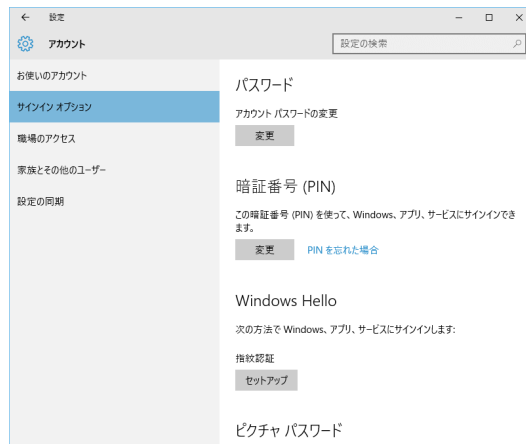 設定
アカウント
設定の検索
お使いのアカウント
サインイン オプション
職場のアクセス
家族とその他のユーザー
設定の同期
パスワード
アカウント パスワードの変更
変更
暗証番号 (PIN)
この暗証番号 (PIN) を使って、Windows、アプリ、サービスにサインインでき
ます。
変更 PIN を忘れた場合
Windows Hello
次の方法で Windows、アプリ、サービスにサインインします:
指紋認証
セットアップ
ピクチャ パスワード